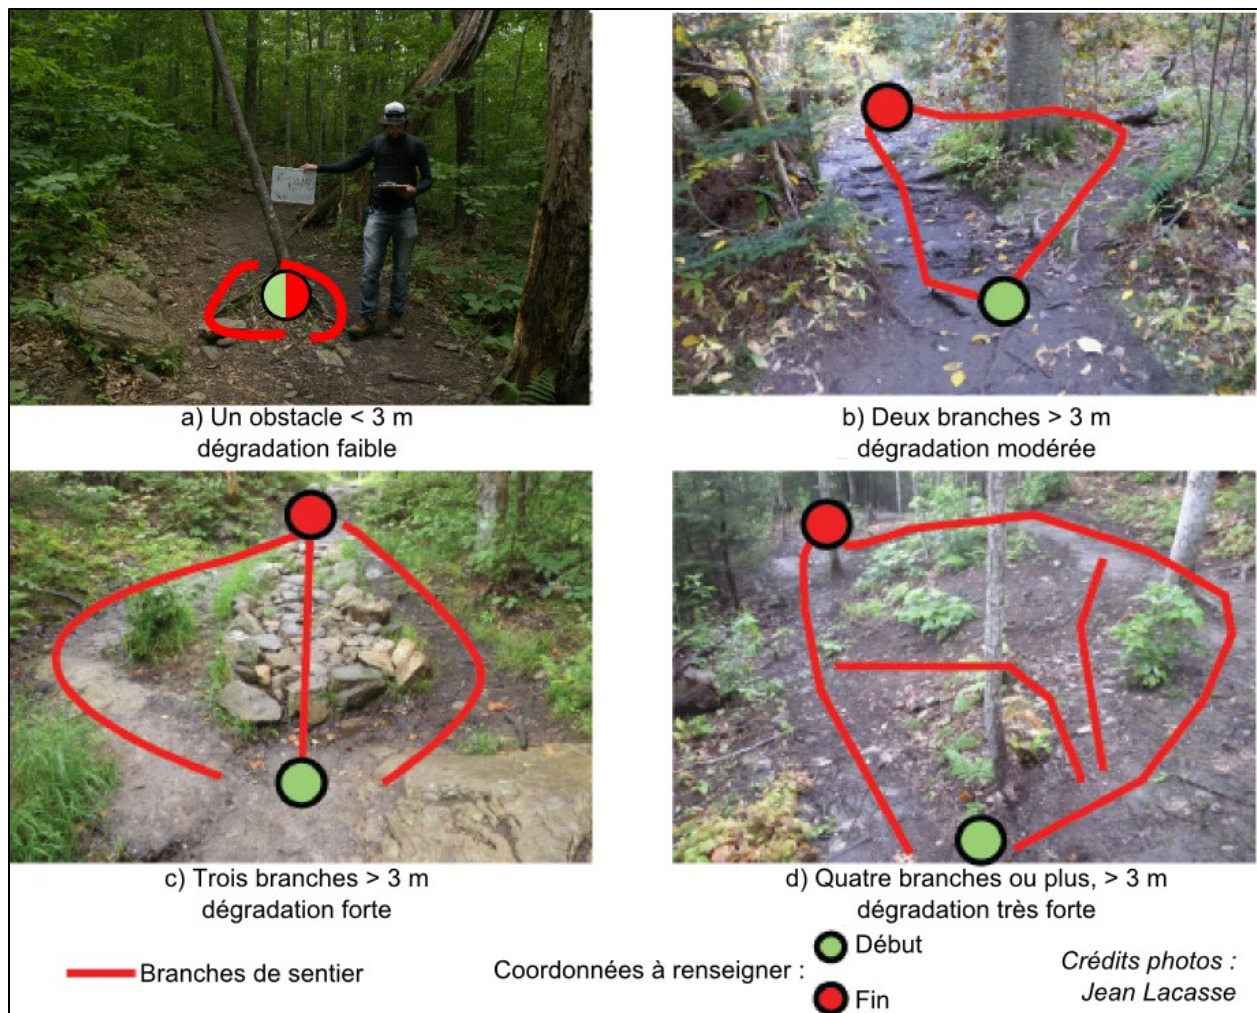 a) Un obstacle < 3 m
dégradation faible
b) Deux branches > 3 m
dégradation modérée
c) Trois branches > 3 m
dégradation forte
d) Quatre branches ou plus, > 3 m
dégradation très forte
Branches de sentier
Coordonnées à renseigner :
Début
Fin
Crédits photos :
Jean Lacasse